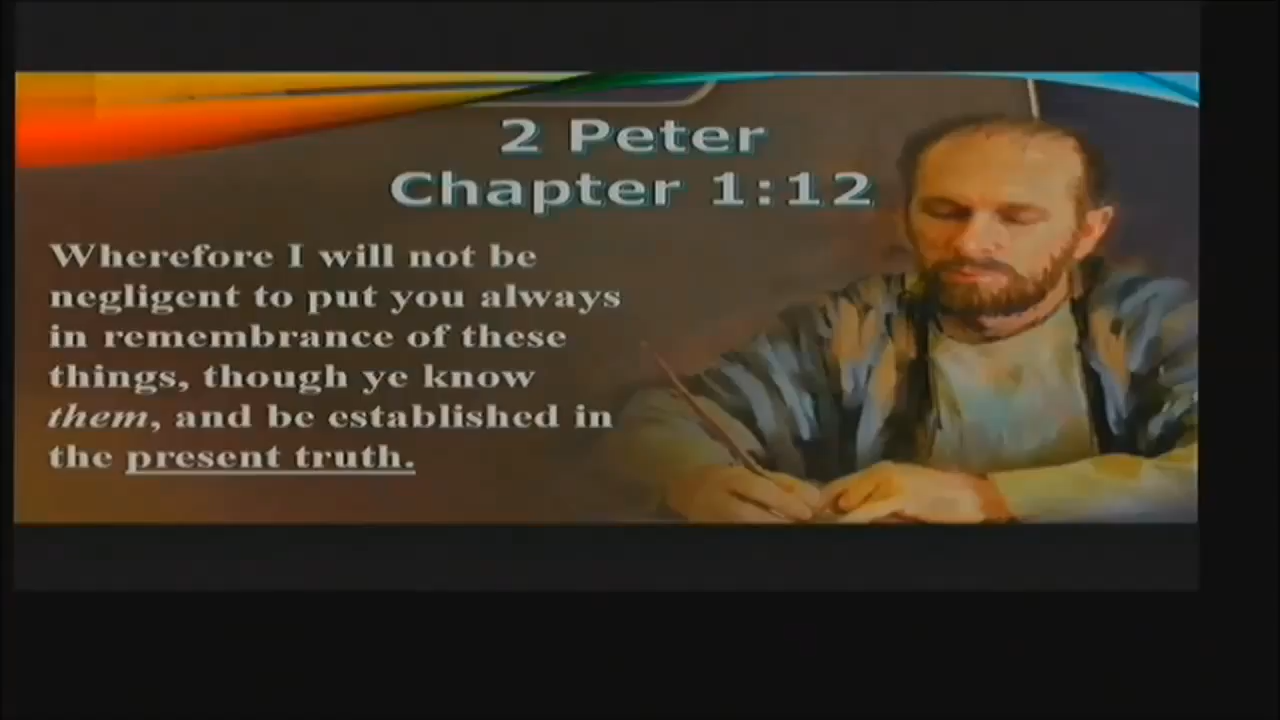 2 Peter
Chapter 1:12
Wherefore I will not be
negligent to put you always
in remembrance of these
things, though ye know
them, and be established in
the present truth.